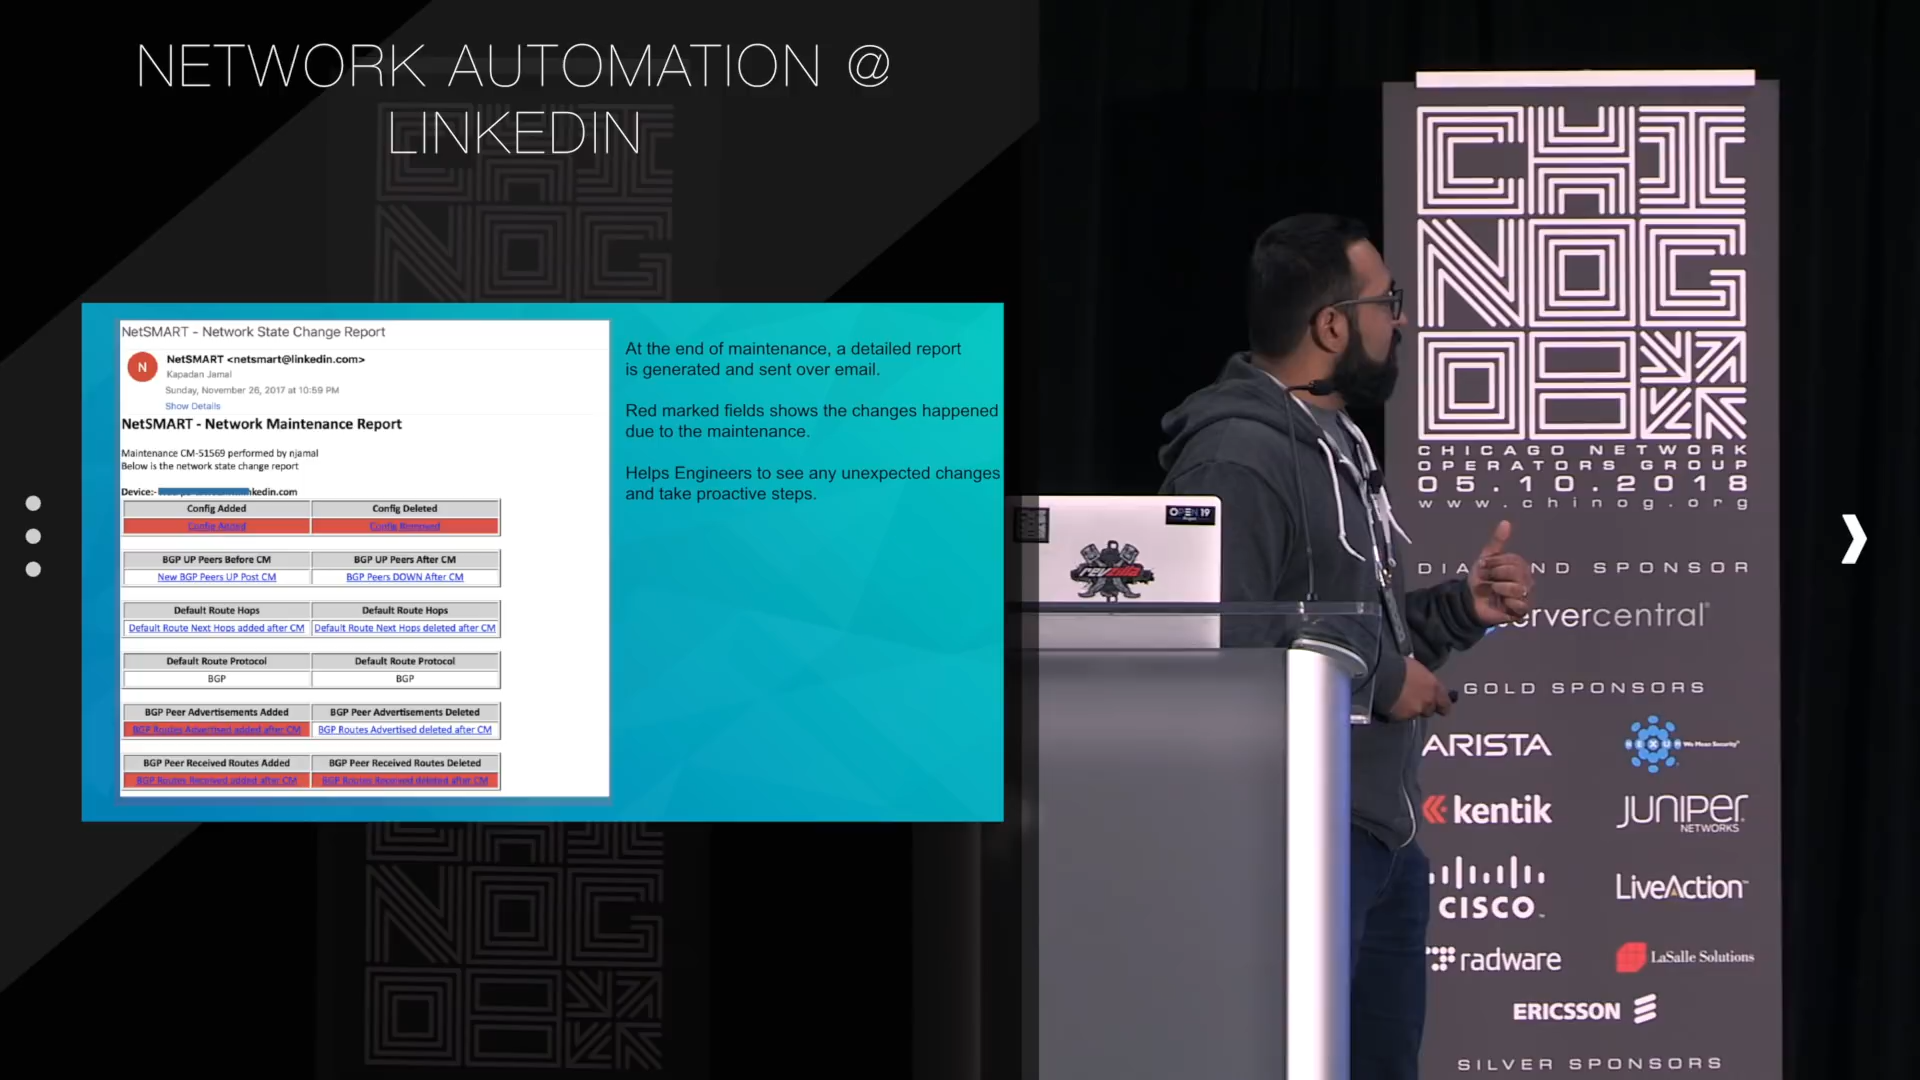 NETWORK AUTOMATION @
LINKEDIN
NetSMART - Network State Change Report
N
NetSMART <netsmart@linkedin.com>
Kapadan Jamal
Sunday, November 26, 2017 at 10:59 PM
Show Details
NetSMART - Network Maintenance Report
Maintenance CM-51569 performed by njamal
Below is the network state change report
Device:- kedin.com
Config Added Config Deleted
Config Added Config Removed
BGP UP Peers Before CM BGP UP Peers After CM
New BGP Peers UP Post CM BGP Peers DOWN After CM
Default Route Hops Default Route Hops
Default Route Next Hops added after CM Default Route Next Hops deleted after CM
Default Route Protocol Default Route Protocol
BGP BGP
BGP Peer Advertisements Added BGP Peer Advertisements Deleted
BGP Routes Advertised added after CM BGP Routes Advertised deleted after CM
BGP Peer Received Routes Added BGP Peer Received Routes Deleted
BGP Routes Received added after CM BGP Routes Received deleted after CM
At the end of maintenance, a detailed report
is generated and sent over email.
Red marked fields shows the changes happened
due to the maintenance.
Helps Engineers to see any unexpected changes
and take proactive steps.
OPEN 19
revzilla
CHI
NOG
CHICAGO NETWORK
OPERATORS GROUP
05.10.2018
www.chinog.org
DIA ND SPONSOR
servercentral
GOLD SPONSORS
ARISTA
NEXUM We Mean Security
kentik
JUNIPER
NETWORKS
CISCO
LiveAction
radware
LaSalle Solutions
ERICSSON
SILVER SPONSORS